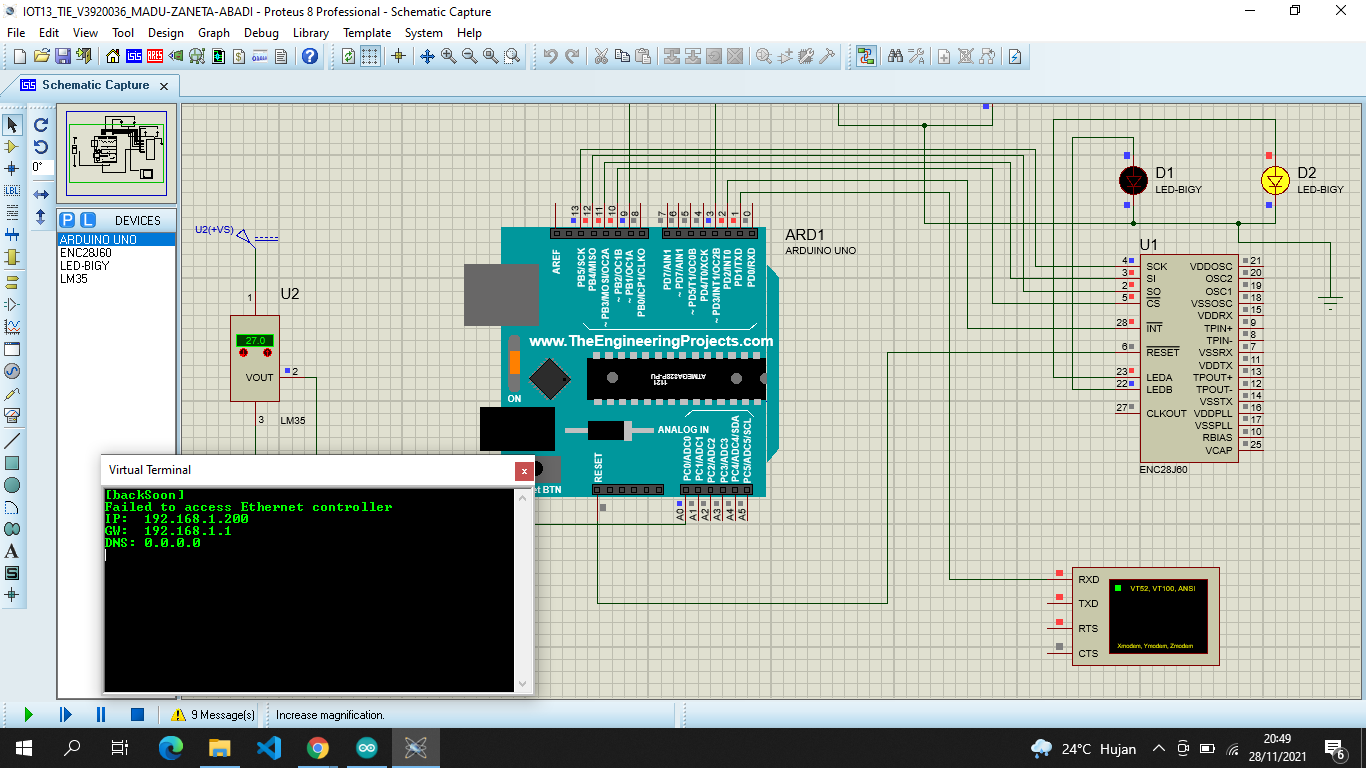 IOT13_TIE_V3920036_MADU-ZANETA-ABADI - Proteus 8 Professional - Schematic Capture
File Edit View Tool Design Graph Debug Library Template System Help
Schematic Capture
0°
LBL
P L DEVICES
ARDUINO UNO
ENC28J60
LED-BIGY
LM35
U2(+VS)
1
U2
27.0
VOUT
2
3
LM35
ARD1
ARDUINO UNO
AREF
13
12
11
10
9
8
7
6
5
4
3
2
1
0
PB5/SCK
PB4/MISO
~ PB3/MOSI/OC2A
~ PB2/OC1B
~ PB1/OC1A
PB0/ICP1/CLKO
PD7/AIN1
~ PD7/AIN1
~ PD5/T1/OC0B
PD4/T0/XCK
~ PD3/INT1/OC2B
PD2/INT0
PD1/TXD
PD0/RXD
www.TheEngineeringProjects.com
ON
1121
ATMEGA328P-PU
ANALOG IN
RESET
et BTN
PC0/ADC0
PC1/ADC1
PC2/ADC2
PC3/ADC3
PC4/ADC4/SDA
PC5/ADC5/SCL
A0
A1
A2
A3
A4
A5
D1
LED-BIGY
D2
LED-BIGY
U1
4 SCK VDDOSC 21
3 SI OSC2 20
2 SO OSC1 19
5 CS VSSOSC 18
VDDRX 15
28 INT TPIN+ 9
TPIN- 8
6 RESET VSSRX 7
VDDTX 11
23 LEDA TPOUT+ 13
22 LEDB TPOUT- 12
VSSTX 14
27 CLKOUT VDDPLL 16
VSSPLL 17
RBIAS 10
VCAP 25
ENC28J60
RXD
TXD
RTS
CTS
VT52, VT100, ANSI
Xmodem, Ymodem, Zmodem
Virtual Terminal
x
[backSoon]
Failed to access Ethernet controller
IP: 192.168.1.200
GW: 192.168.1.1
DNS: 0.0.0.0
9 Message(s)
Increase magnification.
24°C Hujan
20:49
28/11/2021
6